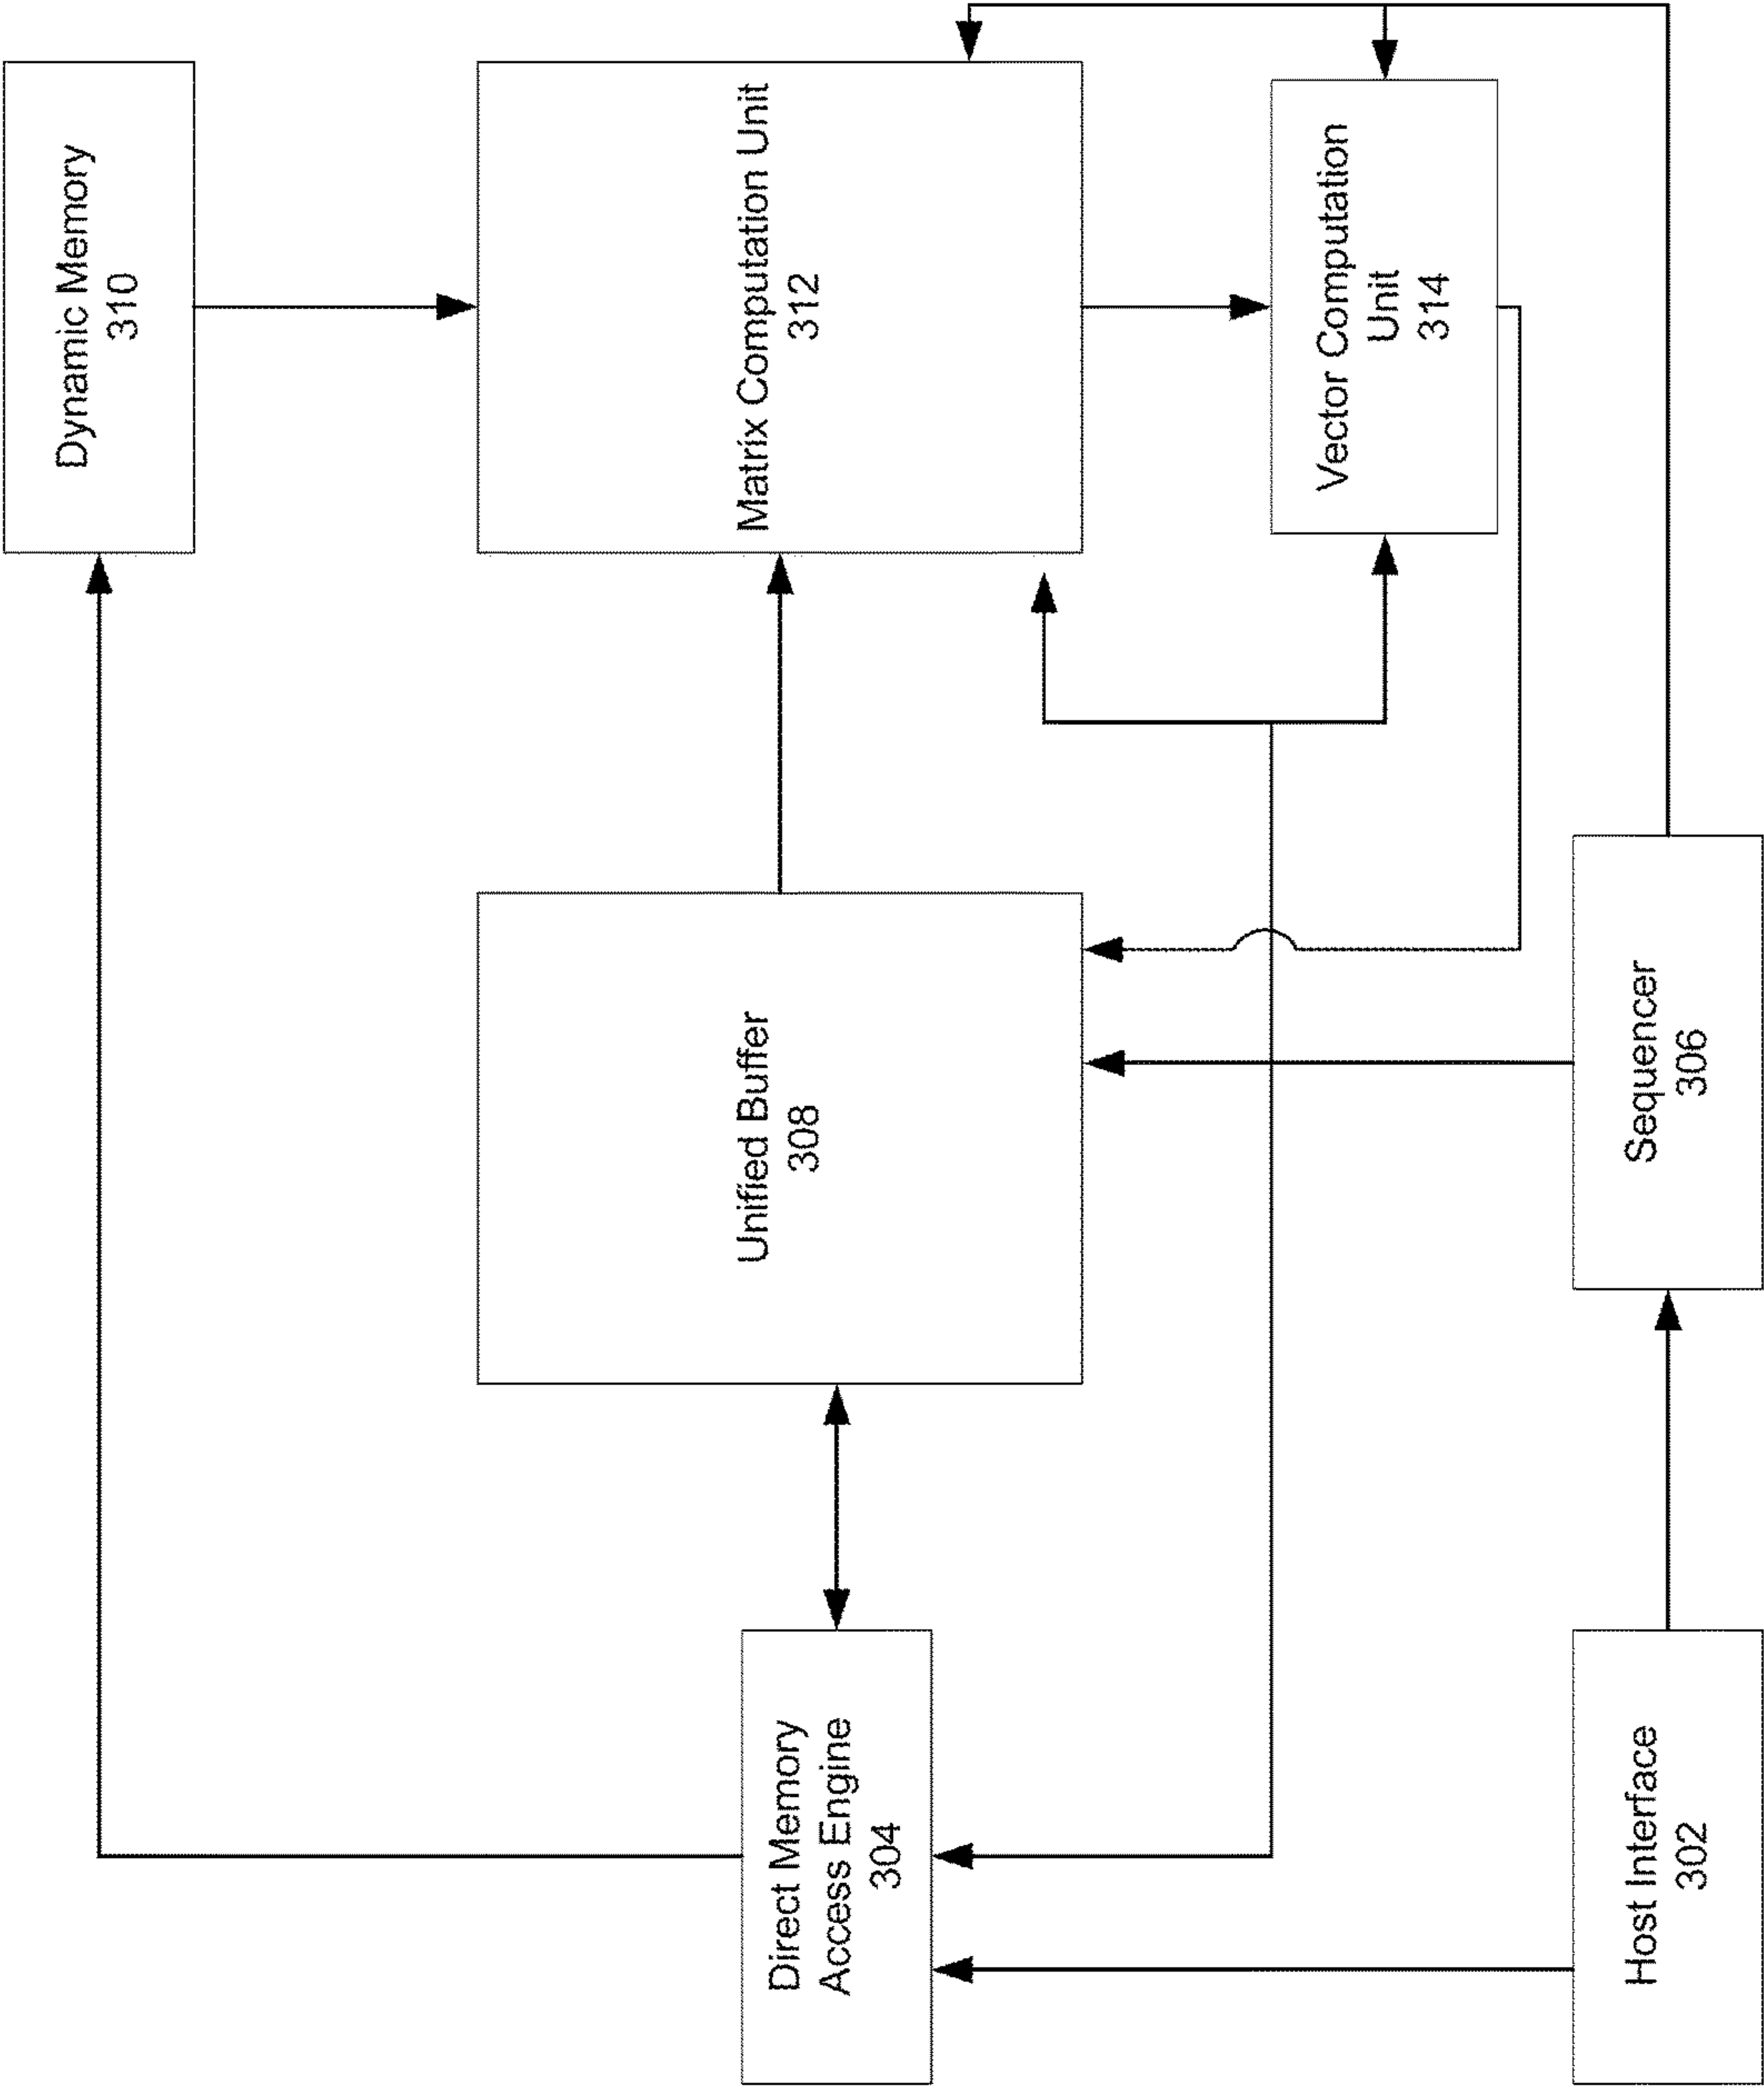 Dynamic Memory
310
Direct Memory
Access Engine
304
Unified Buffer
308
Matrix Computation Unit
312
Vector Computation
Unit
314
Host Interface
302
Sequencer
306